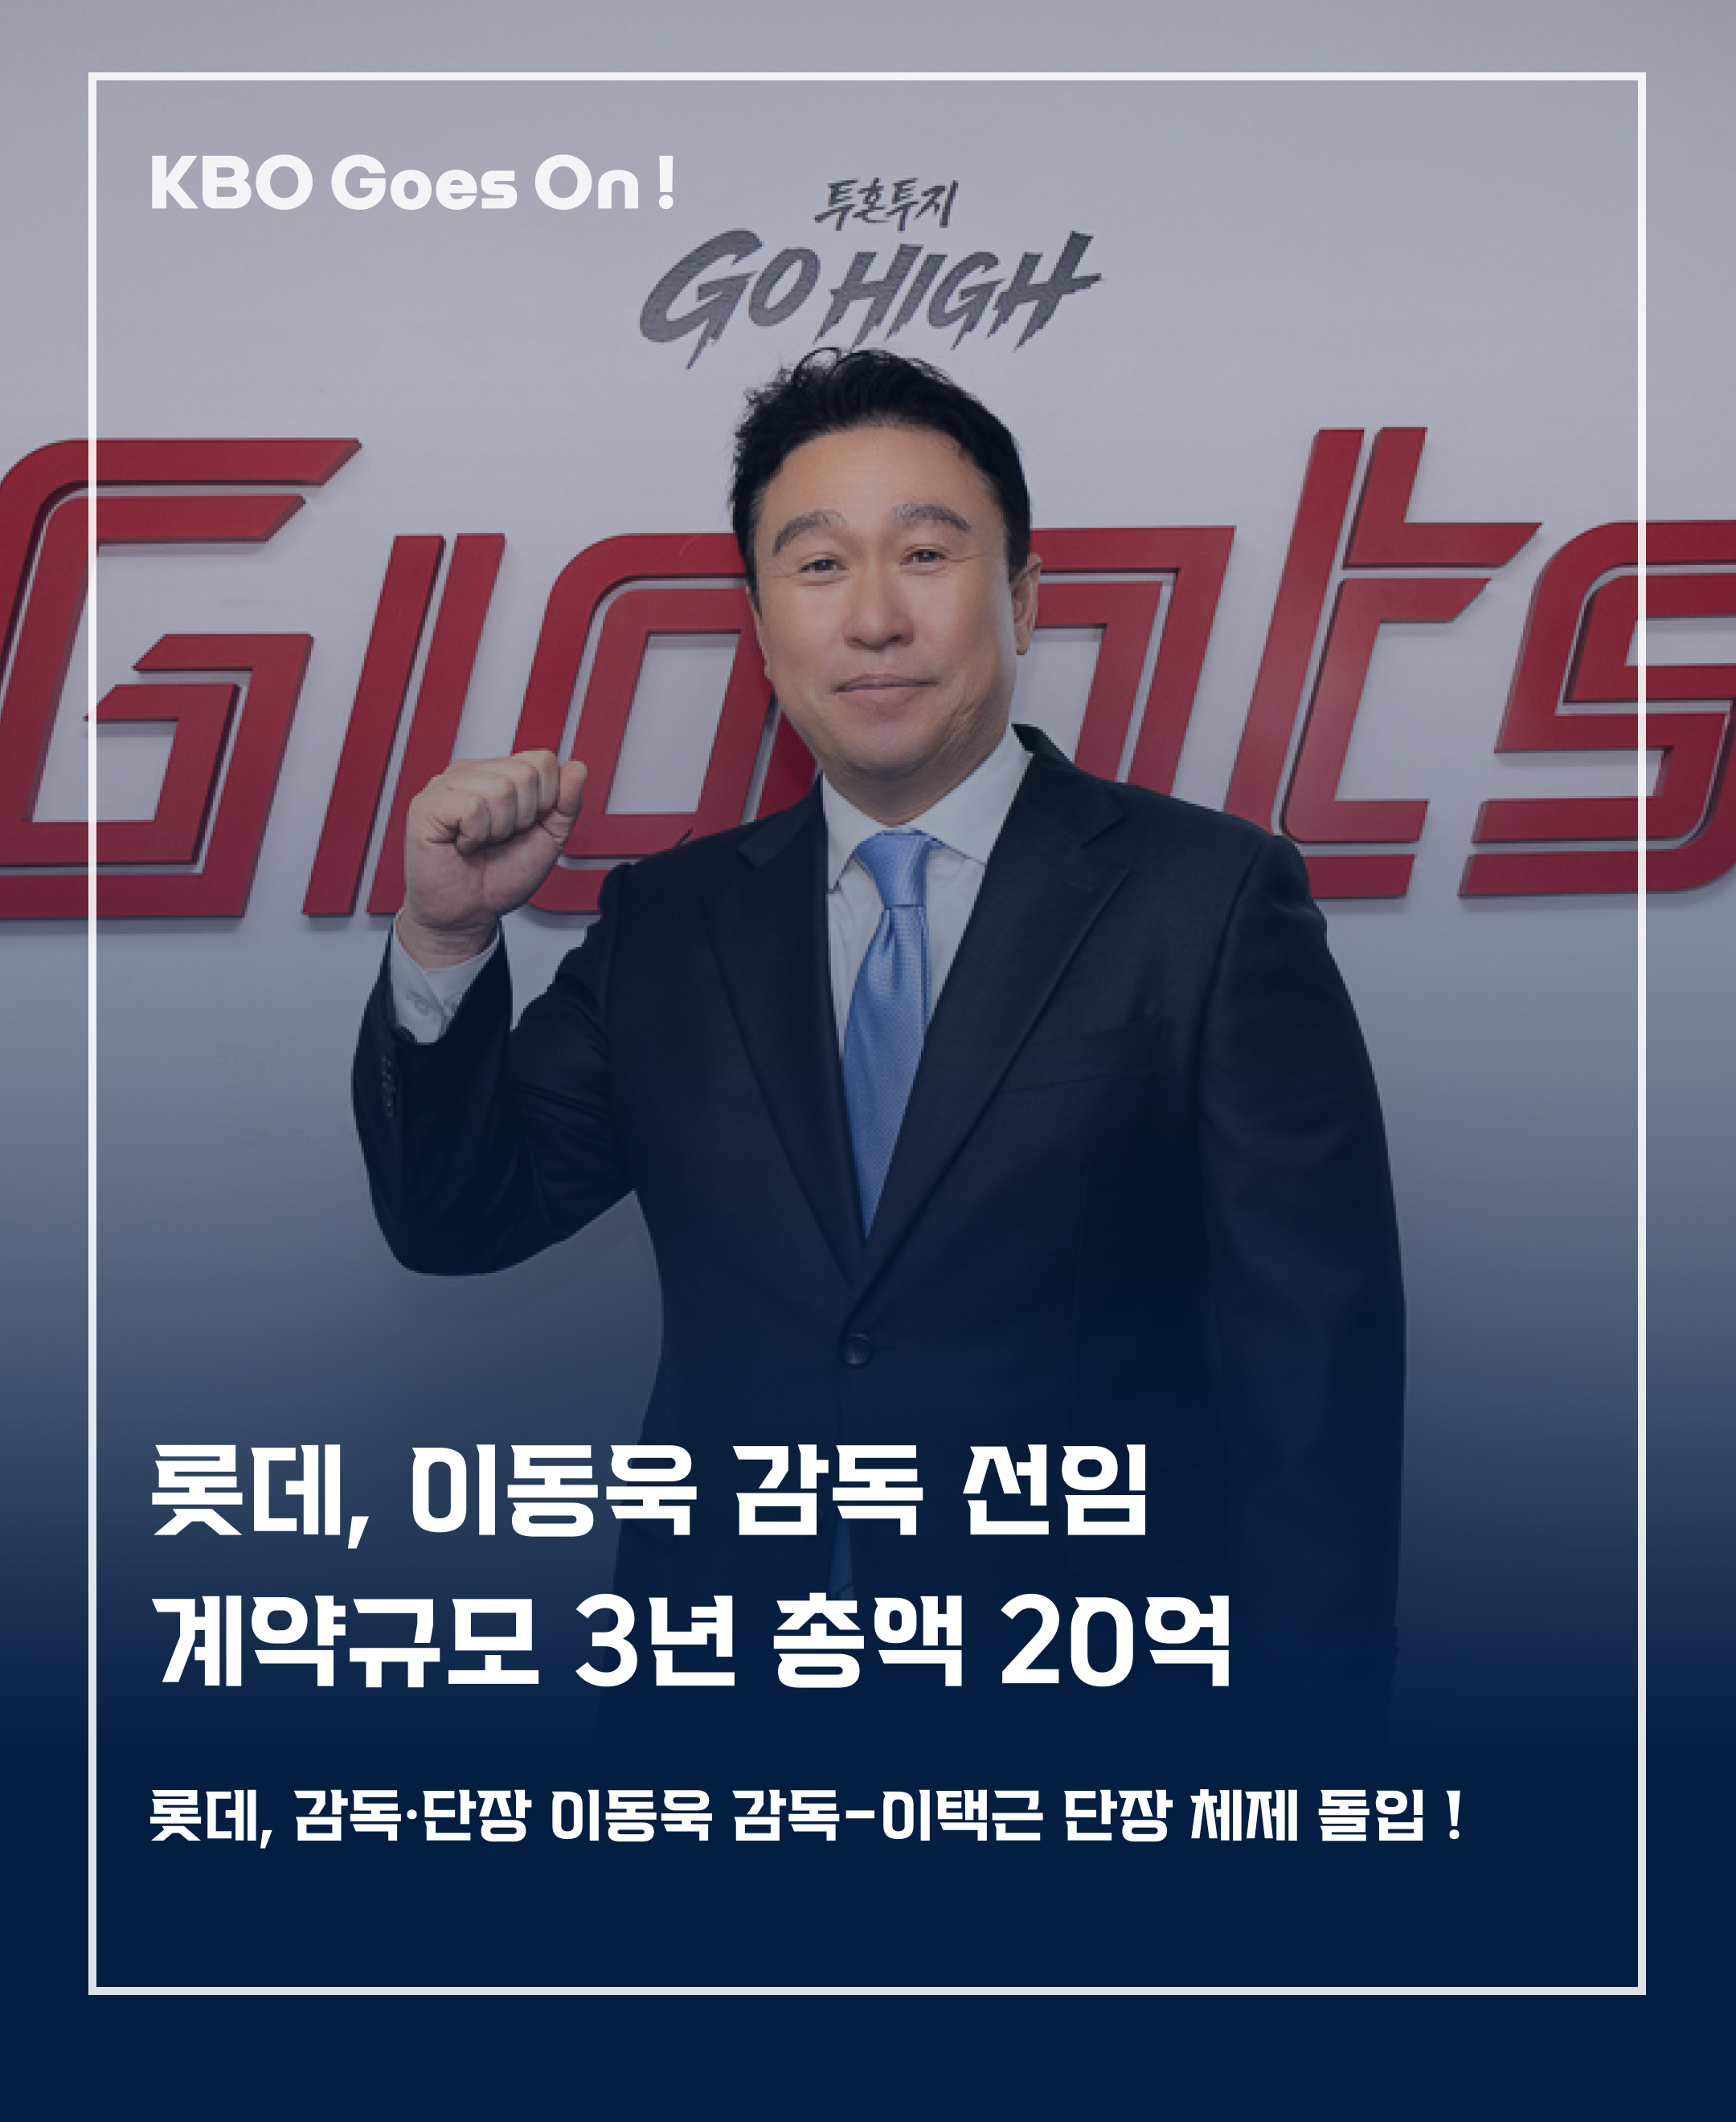 KBO Goes On !
투혼투지
GO HIGH
Giants
롯데, 이동욱 감독 선임
계약규모 3년 총액 20억
롯데, 감독·단장 이동욱 감독-이택근 단장 체제 돌입 !